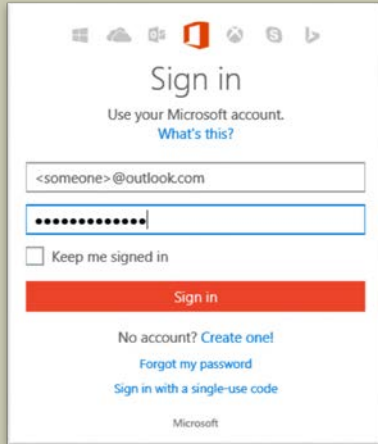 Sign in
Use your Microsoft account.
What's this?
<someone>@outlook.com
Keep me signed in
Sign in
No account? Create one!
Forgot my password
Sign in with a single-use code
Microsoft